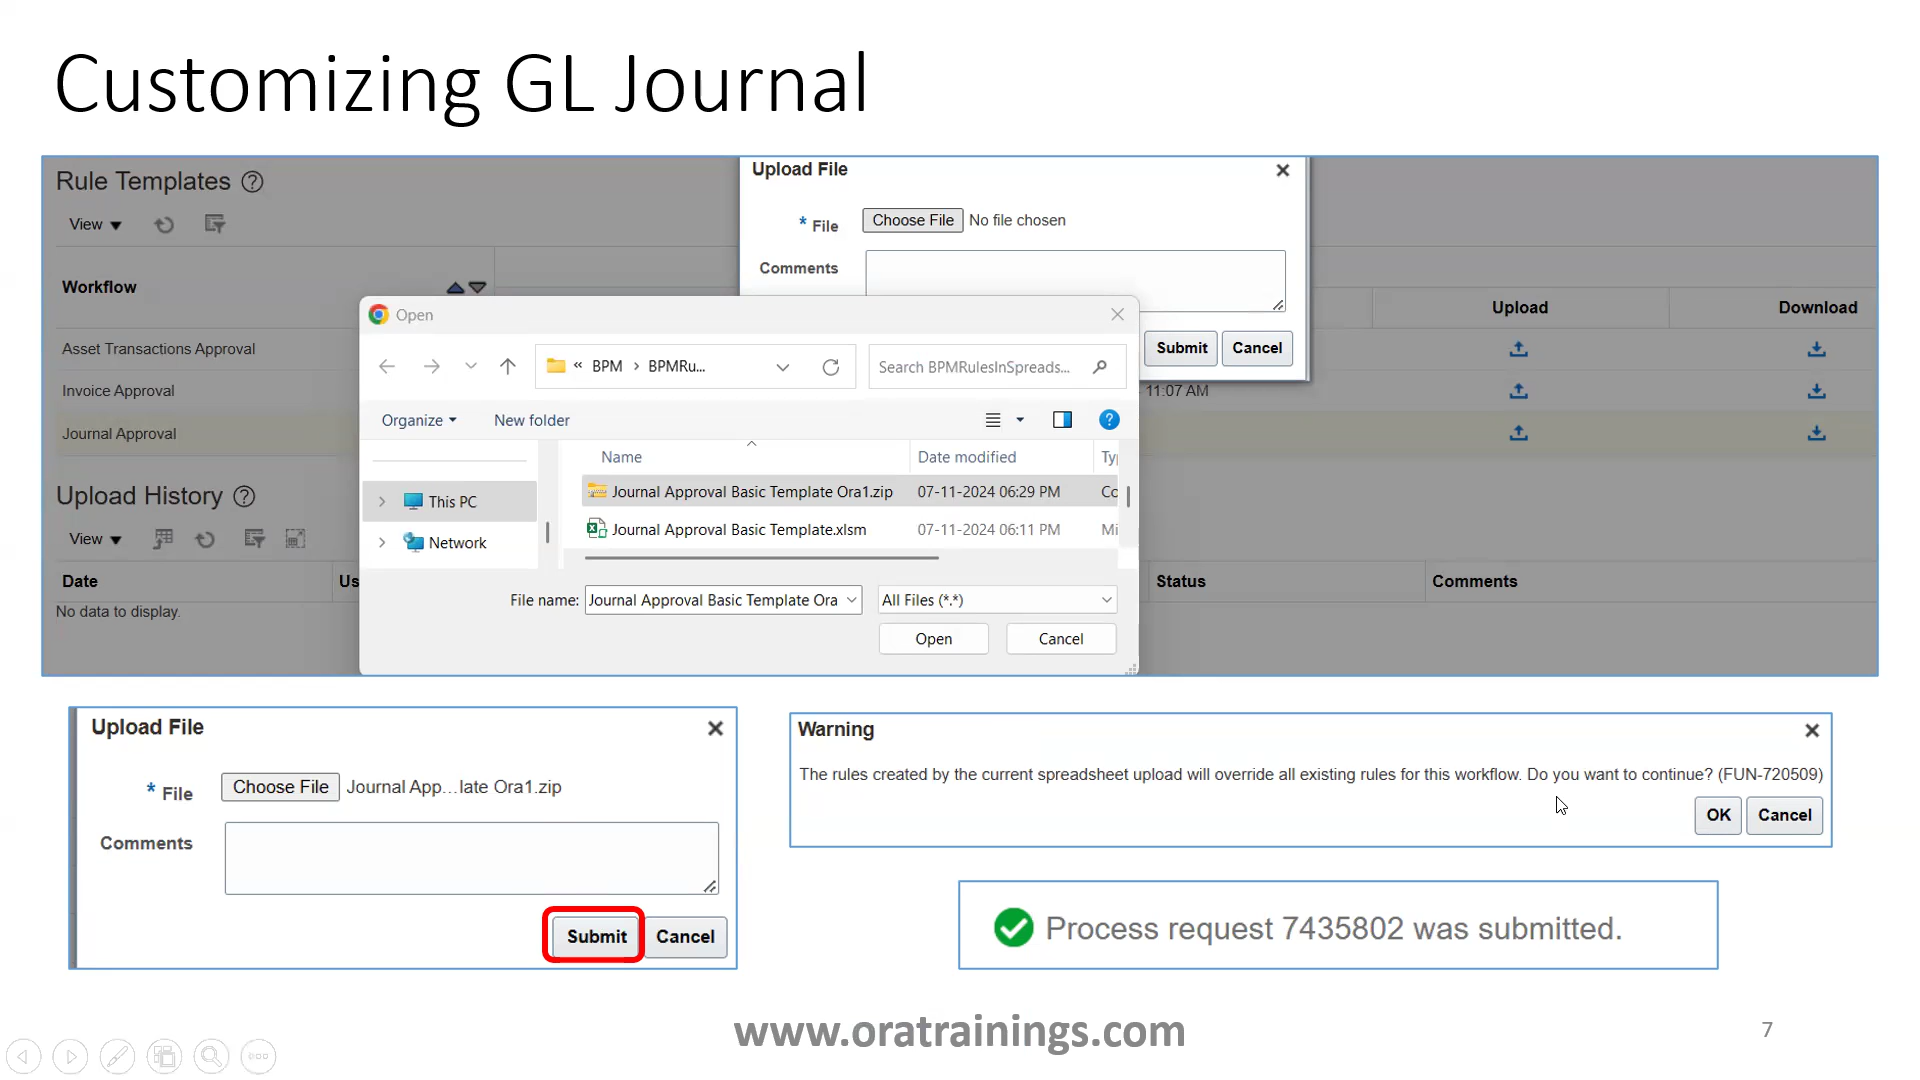 Customizing GL Journal
Rule Templates ?
View
Workflow
Asset Transactions Approval
Invoice Approval
Journal Approval
Upload History ?
View
Date
Us
No data to display.
Upload File
* File Choose File No file chosen
Comments
Submit Cancel
Upload Download
11:07 AM
Status Comments
Open
« BPM › BPMRu...
Search BPMRulesInSpreads...
Organize New folder
?
Name Date modified Ty
This PC
Network
Journal Approval Basic Template Ora1.zip 07-11-2024 06:29 PM Co
Journal Approval Basic Template.xlsm 07-11-2024 06:11 PM Mi
File name: Journal Approval Basic Template Ora All Files (*.*)
Open Cancel
Upload File
* File Choose File Journal App...late Ora1.zip
Comments
Submit Cancel
Warning
The rules created by the current spreadsheet upload will override all existing rules for this workflow. Do you want to continue? (FUN-720509)
OK Cancel
Process request 7435802 was submitted.
www.oratrainings.com
7